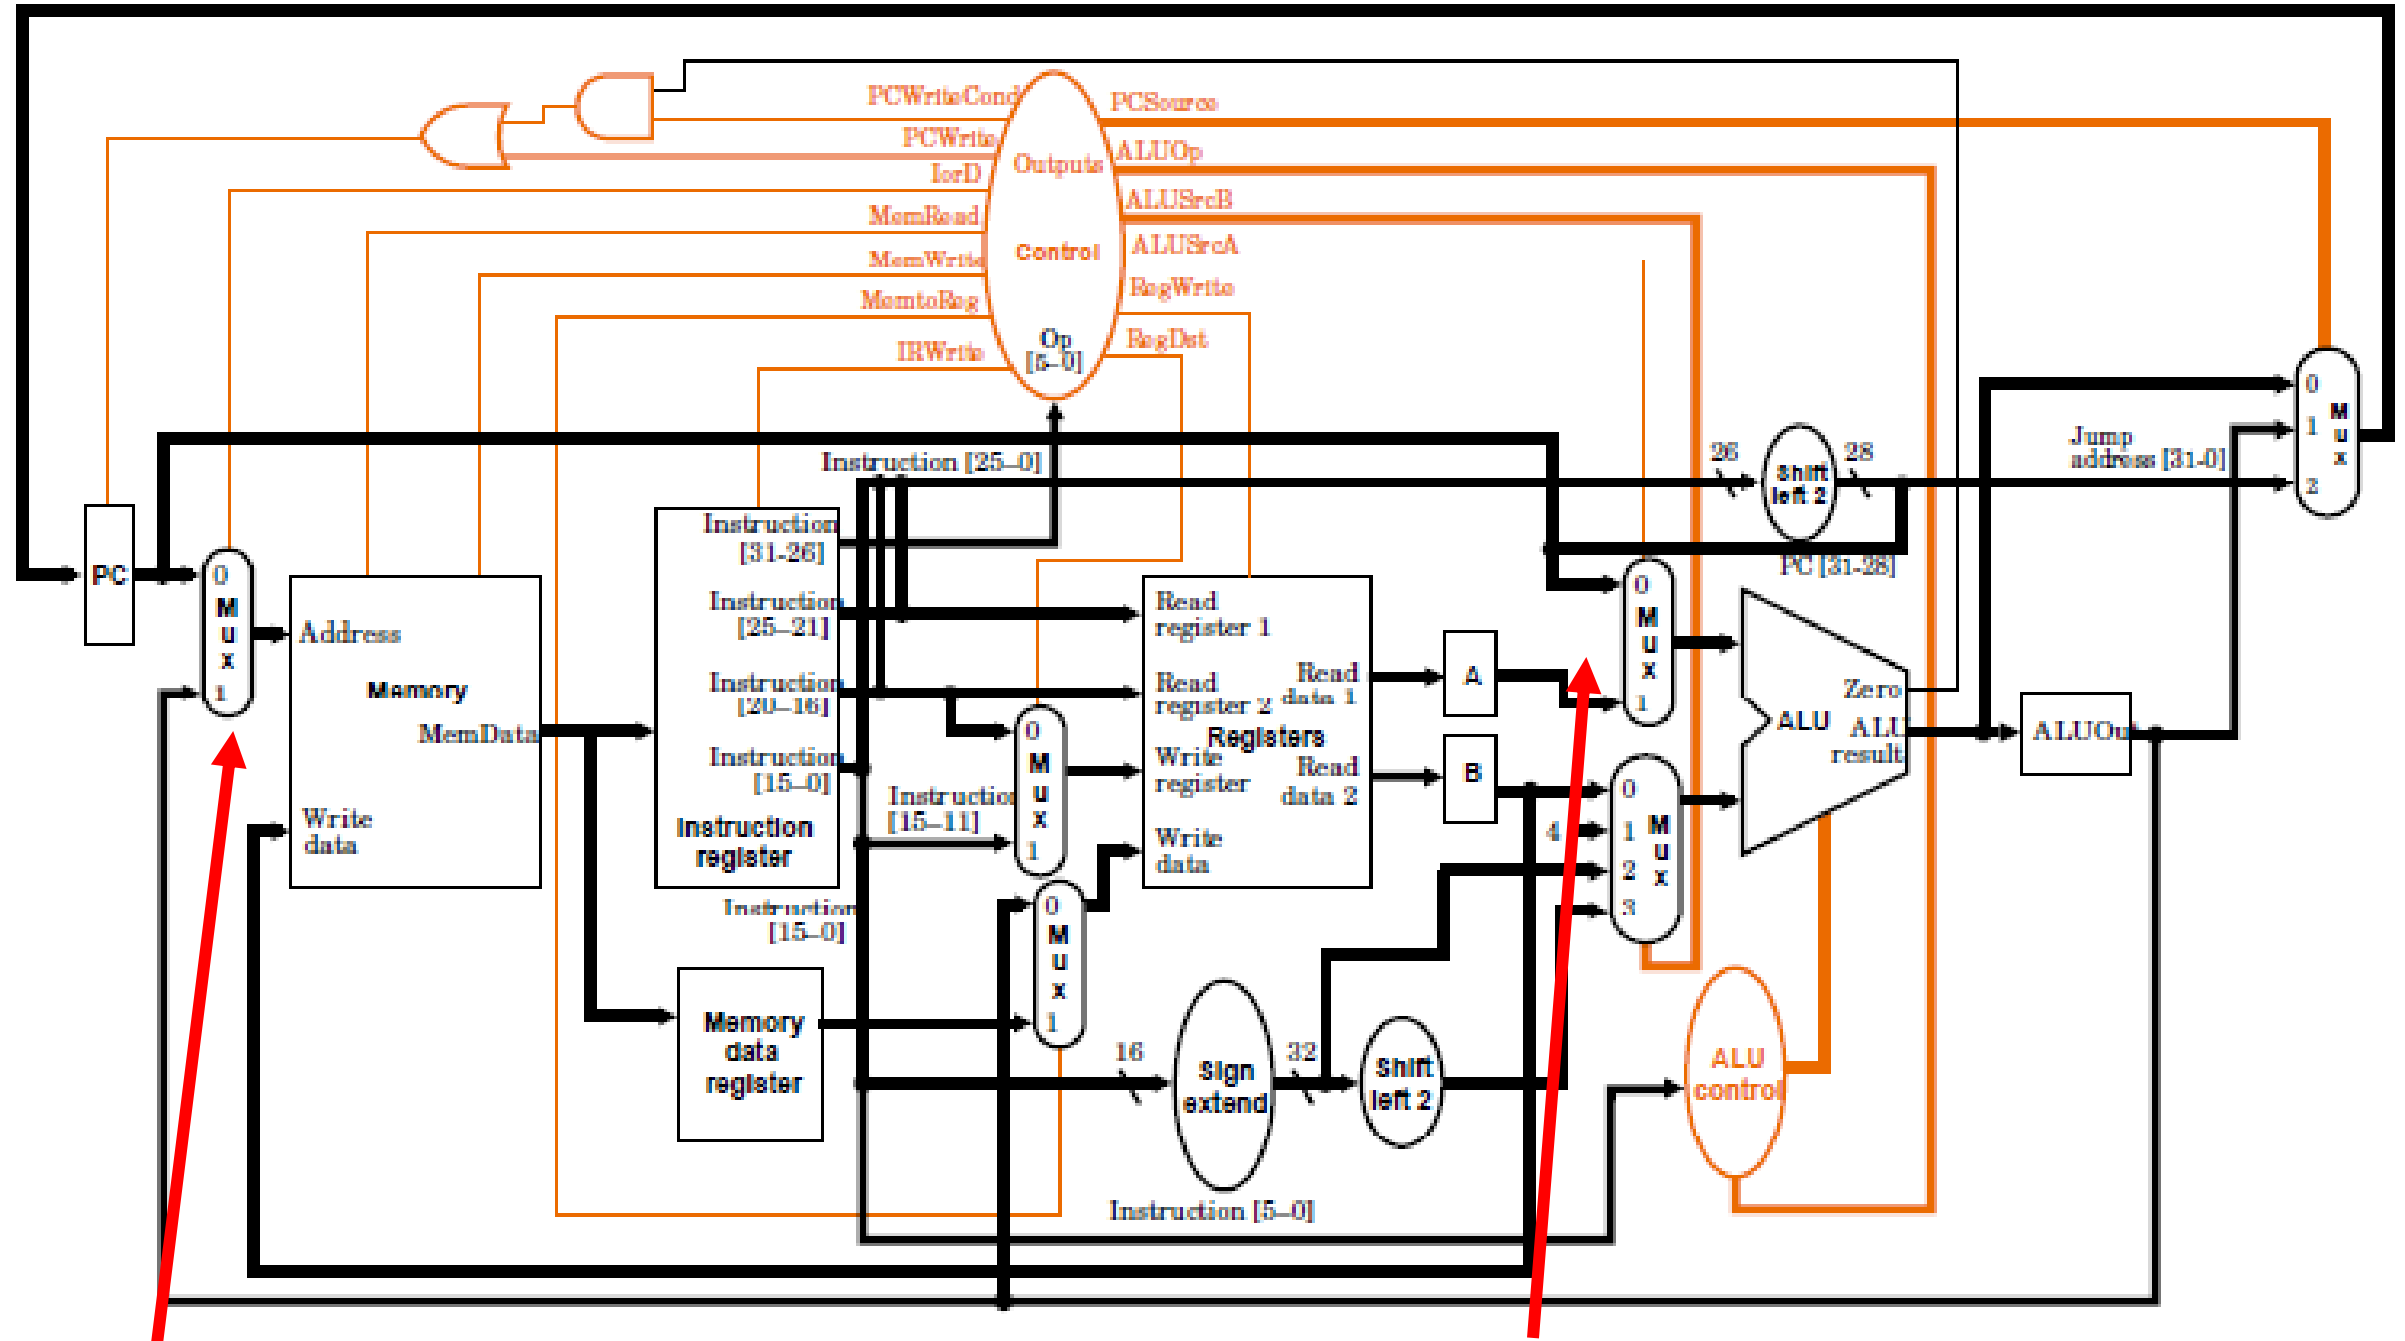 PCWriteCond
PCSource
PCWrite
ALUOp
Outputs
IorD
ALUSrcB
MemRead
ALUSrcA
Control
MemWrite
RegWrite
MemtoReg
Op
[5–0]
RegDst
IRWrite
Instruction [25–0]
26
Shift
left 2
28
Jump
address [31-0]
0
1
2
M
u
x
PC
0
M
u
x
1
Address
Memory
MemData
Write
data
Instruction
[31-26]
Instruction
[25–21]
Instruction
[20–16]
Instruction
[15–0]
Instruction
register
Instruction
[15–11]
Instruction
[15–0]
Memory
data
register
0
M
u
x
1
0
M
u
x
1
Read
register 1
Read
register 2
Registers
Write
register
Write
data
Read
data 1
Read
data 2
A
B
4
PC [31-28]
0
M
u
x
1
0
1
2
3
M
u
x
Zero
ALU
ALU
result
ALUOut
16
Sign
extend
32
Shift
left 2
ALU
control
Instruction [5–0]